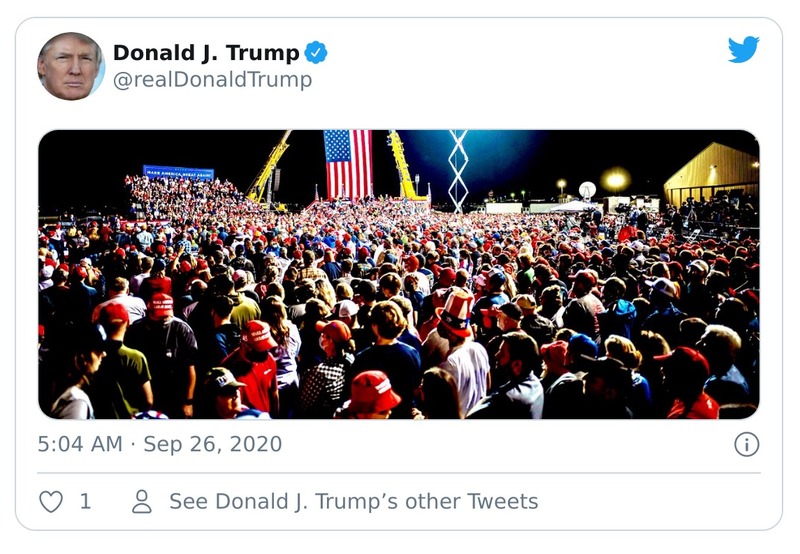 Donald J. Trump
@realDonaldTrump
MAKE AMERICA GREAT AGAIN!
5:04 AM · Sep 26, 2020
1
See Donald J. Trump’s other Tweets